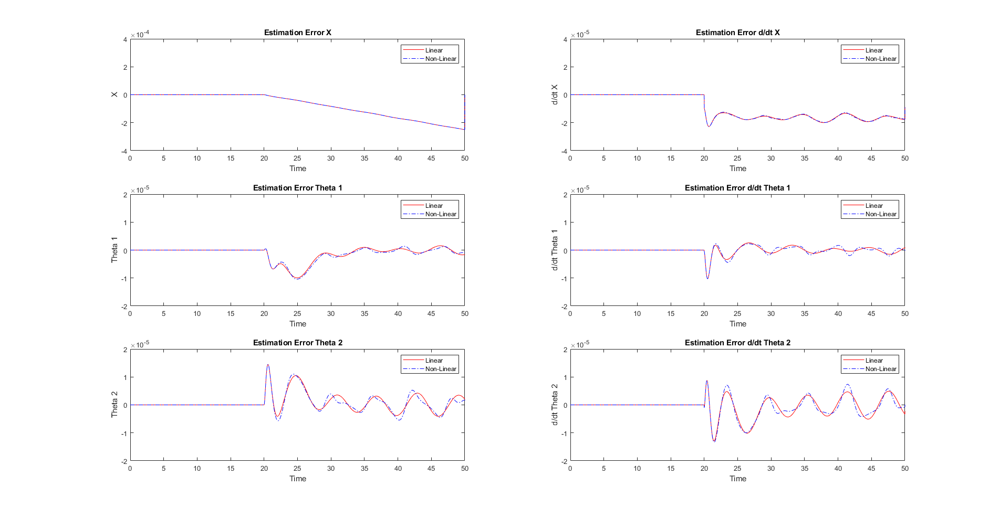 Estimation Error X
×10-4
4
2
0
-2
-4
X
Linear
Non-Linear
0 5 10 15 20 25 30 35 40 45 50
Time
Estimation Error d/dt X
×10-5
4
2
0
-2
-4
d/dt X
Linear
Non-Linear
0 5 10 15 20 25 30 35 40 45 50
Time
Estimation Error Theta 1
×10-5
2
1
0
-1
-2
Theta 1
Linear
Non-Linear
0 5 10 15 20 25 30 35 40 45 50
Time
Estimation Error d/dt Theta 1
×10-5
2
1
0
-1
-2
d/dt Theta 1
Linear
Non-Linear
0 5 10 15 20 25 30 35 40 45 50
Time
Estimation Error Theta 2
×10-5
2
1
0
-1
-2
Theta 2
Linear
Non-Linear
0 5 10 15 20 25 30 35 40 45 50
Time
Estimation Error d/dt Theta 2
×10-5
2
1
0
-1
-2
d/dt Theta 2
Linear
Non-Linear
0 5 10 15 20 25 30 35 40 45 50
Time